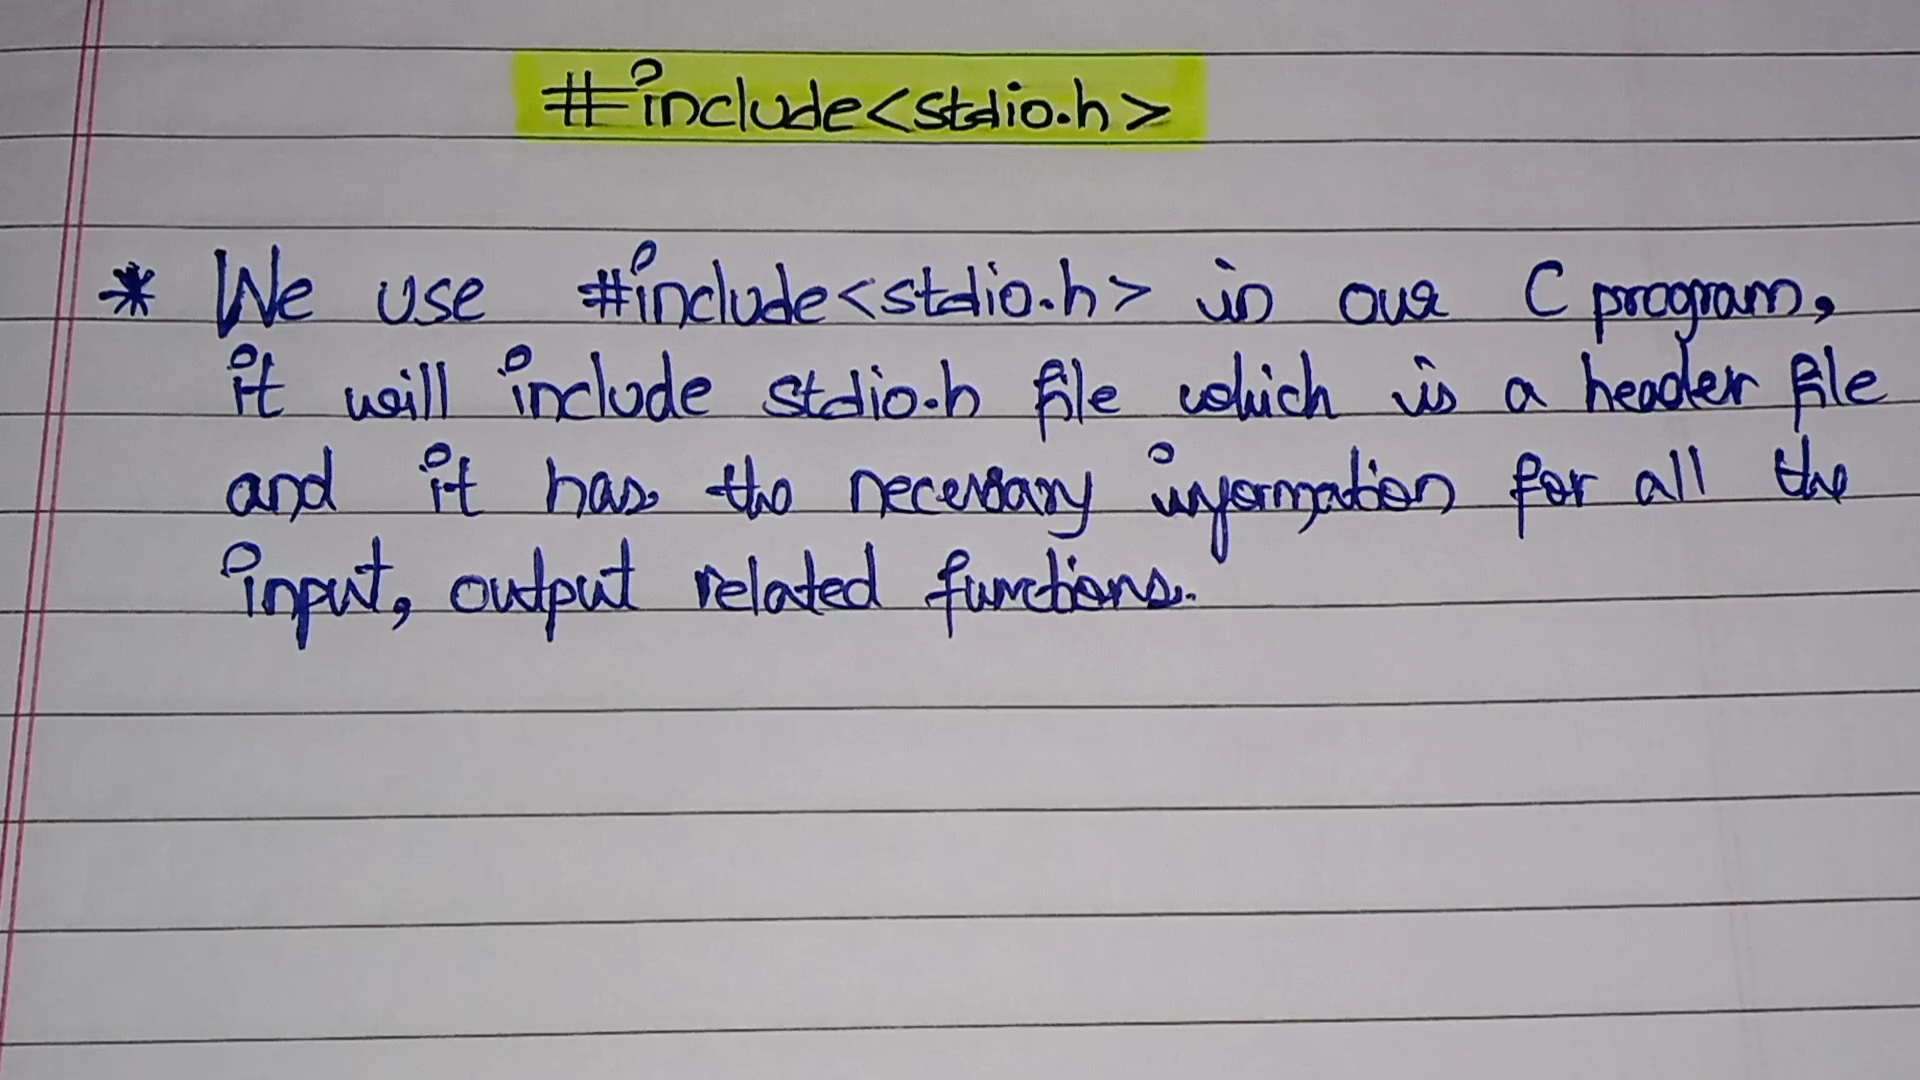 #include<stdio.h>
* We use #include<stdio.h> in our C program,
it will include stdio.h file which is a header file
and it has the necessary information for all the
input, output related functions.